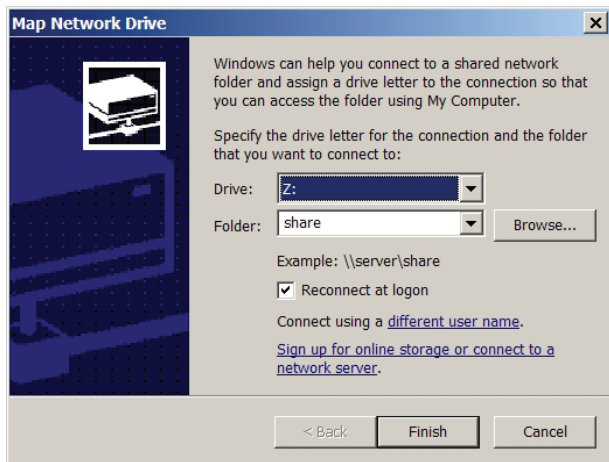 Map Network Drive
Windows can help you connect to a shared network
folder and assign a drive letter to the connection so that
you can access the folder using My Computer.
Specify the drive letter for the connection and the folder
that you want to connect to:
Drive: Z:
Folder: share Browse...
Example: \\server\share
Reconnect at logon
Connect using a different user name.
Sign up for online storage or connect to a
network server.
< Back Finish Cancel